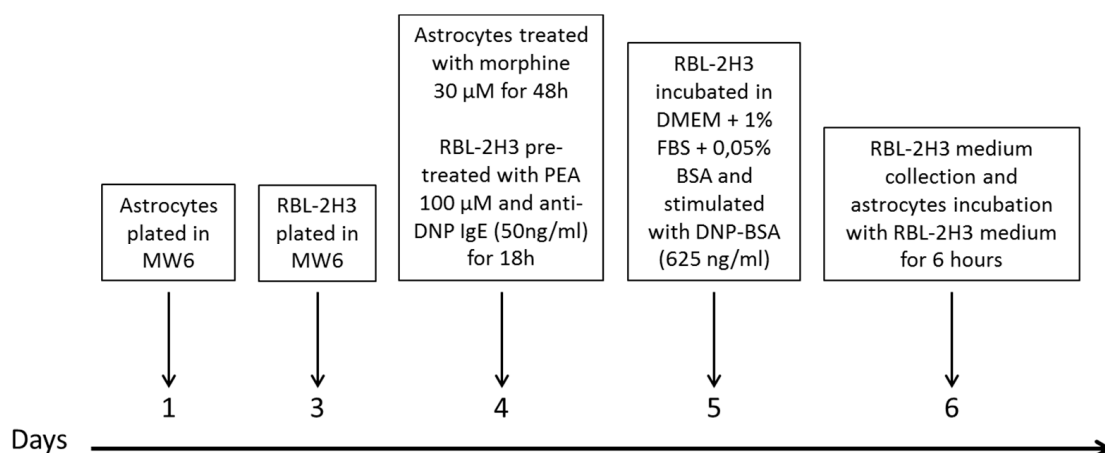 Astrocytes
plated in
MW6
RBL-2H3
plated in
MW6
Astrocytes treated
with morphine
30 µM for 48h
RBL-2H3 pre-
treated with PEA
100 µM and anti-
DNP IgE (50ng/ml)
for 18h
RBL-2H3
incubated in
DMEM + 1%
FBS + 0,05%
BSA and
stimulated
with DNP-BSA
(625 ng/ml)
RBL-2H3 medium
collection and
astrocytes incubation
with RBL-2H3 medium
for 6 hours
1
3
4
5
6
Days